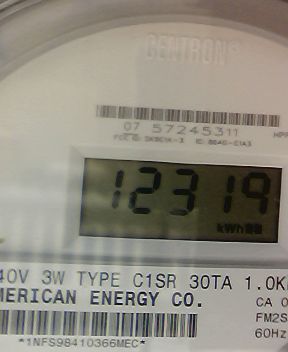 CENTRON®
07 57245311
12319
kWh
40V 3W TYPE C1SR 30TA 1.0K
MERICAN ENERGY CO.
CA 0
FM2S
60Hz
*1NFS98410366MEC*